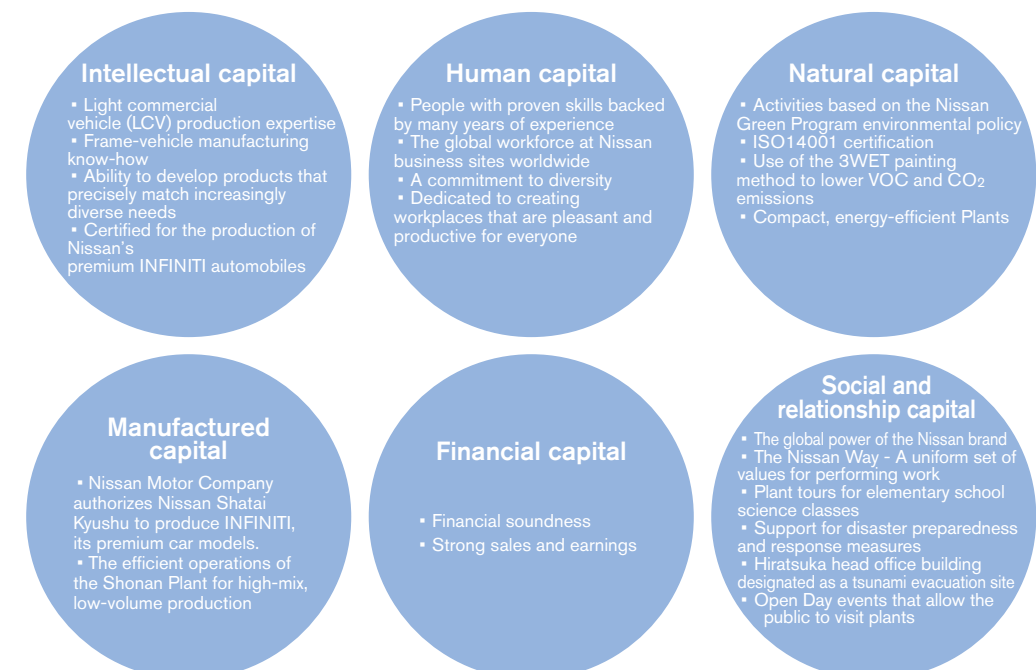 Intellectual capital
▪ Light commercial
vehicle (LCV) production expertise
▪ Frame-vehicle manufacturing
know-how
▪ Ability to develop products that
precisely match increasingly
diverse needs
▪ Certified for the production of
Nissan's
premium INFINITI automobiles
Human capital
▪ People with proven skills backed
by many years of experience
▪ The global workforce at Nissan
business sites worldwide
▪ A commitment to diversity
▪ Dedicated to creating
workplaces that are pleasant and
productive for everyone
Natural capital
▪ Activities based on the Nissan
Green Program environmental policy
▪ ISO14001 certification
▪ Use of the 3WET painting
method to lower VOC and CO2
emissions
▪ Compact, energy-efficient Plants
Manufactured
capital
▪ Nissan Motor Company
authorizes Nissan Shatai
Kyushu to produce INFINITI,
its premium car models.
▪ The efficient operations of
the Shonan Plant for high-mix,
low-volume production
Financial capital
▪ Financial soundness
▪ Strong sales and earnings
Social and
relationship capital
▪ The global power of the Nissan brand
▪ The Nissan Way - A uniform set of
values for performing work
▪ Plant tours for elementary school
science classes
▪ Support for disaster preparedness
and response measures
▪ Hiratsuka head office building
designated as a tsunami evacuation site
▪ Open Day events that allow the
public to visit plants